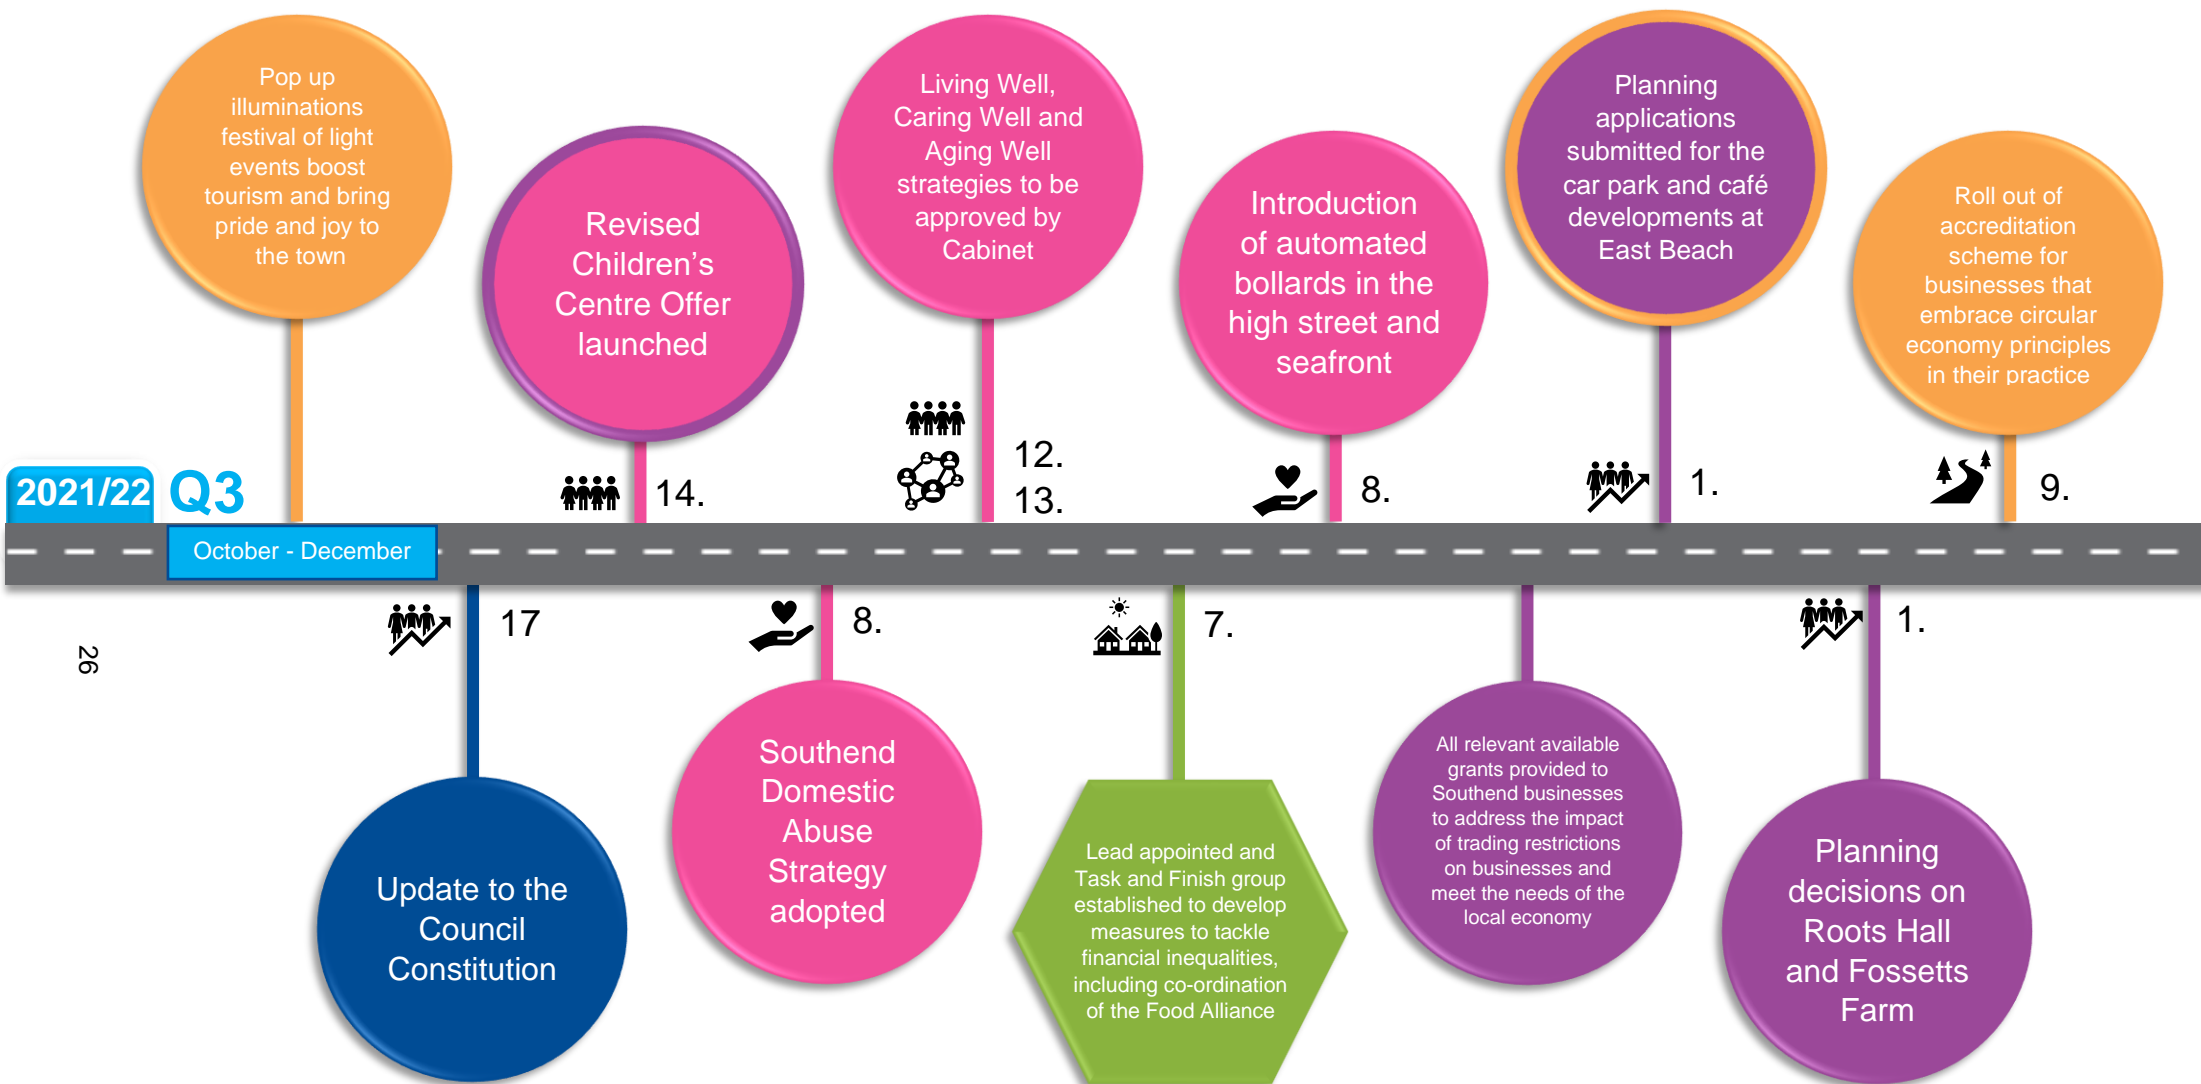 Pop up
illuminations
festival of light
events boost
tourism and bring
pride and joy to
the town
Revised
Children’s
Centre Offer
launched
14.
Living Well,
Caring Well and
Aging Well
strategies to be
approved by
Cabinet
12.
13.
Introduction
of automated
bollards in the
high street and
seafront
8.
Planning
applications
submitted for the
car park and café
developments at
East Beach
1.
Roll out of
accreditation
scheme for
businesses that
embrace circular
economy principles
in their practice
9.
2021/22 Q3
October - December
17
Update to the
Council
Constitution
8.
Southend
Domestic
Abuse
Strategy
adopted
7.
Lead appointed and
Task and Finish group
established to develop
measures to tackle
financial inequalities,
including co-ordination
of the Food Alliance
All relevant available
grants provided to
Southend businesses
to address the impact
of trading restrictions
on businesses and
meet the needs of the
local economy
1.
Planning
decisions on
Roots Hall
and Fossetts
Farm
26